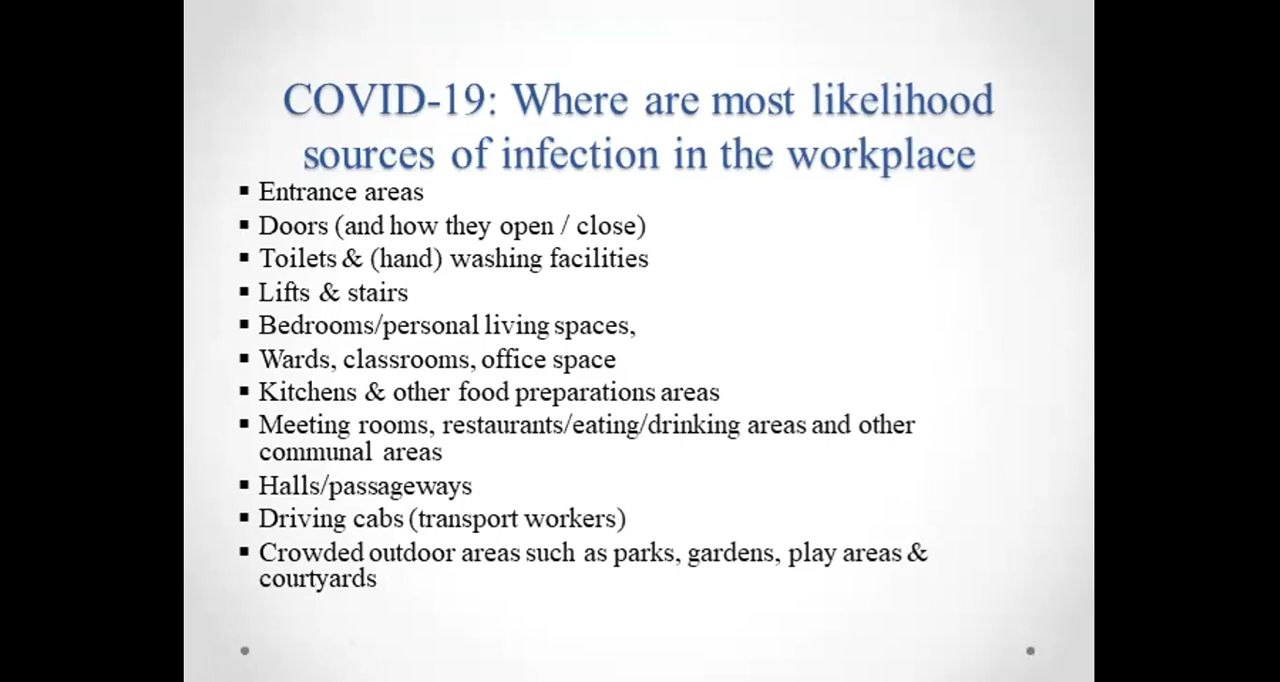 COVID-19: Where are most likelihood
sources of infection in the workplace
▪ Entrance areas
▪ Doors (and how they open / close)
▪ Toilets & (hand) washing facilities
▪ Lifts & stairs
▪ Bedrooms/personal living spaces,
▪ Wards, classrooms, office space
▪ Kitchens & other food preparations areas
▪ Meeting rooms, restaurants/eating/drinking areas and other
communal areas
▪ Halls/passageways
▪ Driving cabs (transport workers)
▪ Crowded outdoor areas such as parks, gardens, play areas &
courtyards